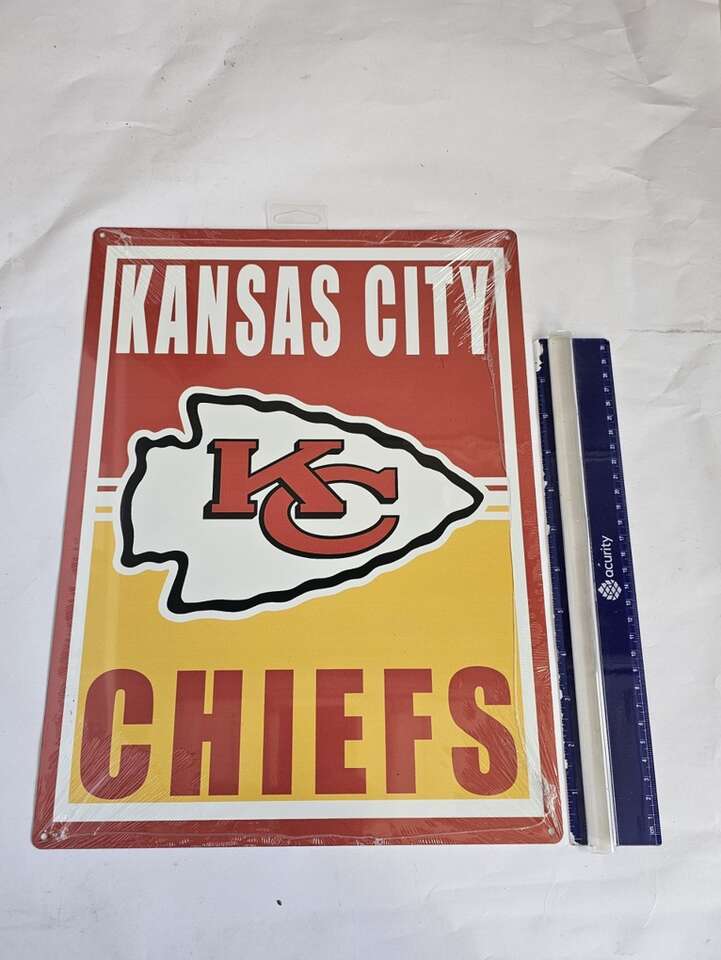 KANSAS CITY
KC
CHIEFS
acurity